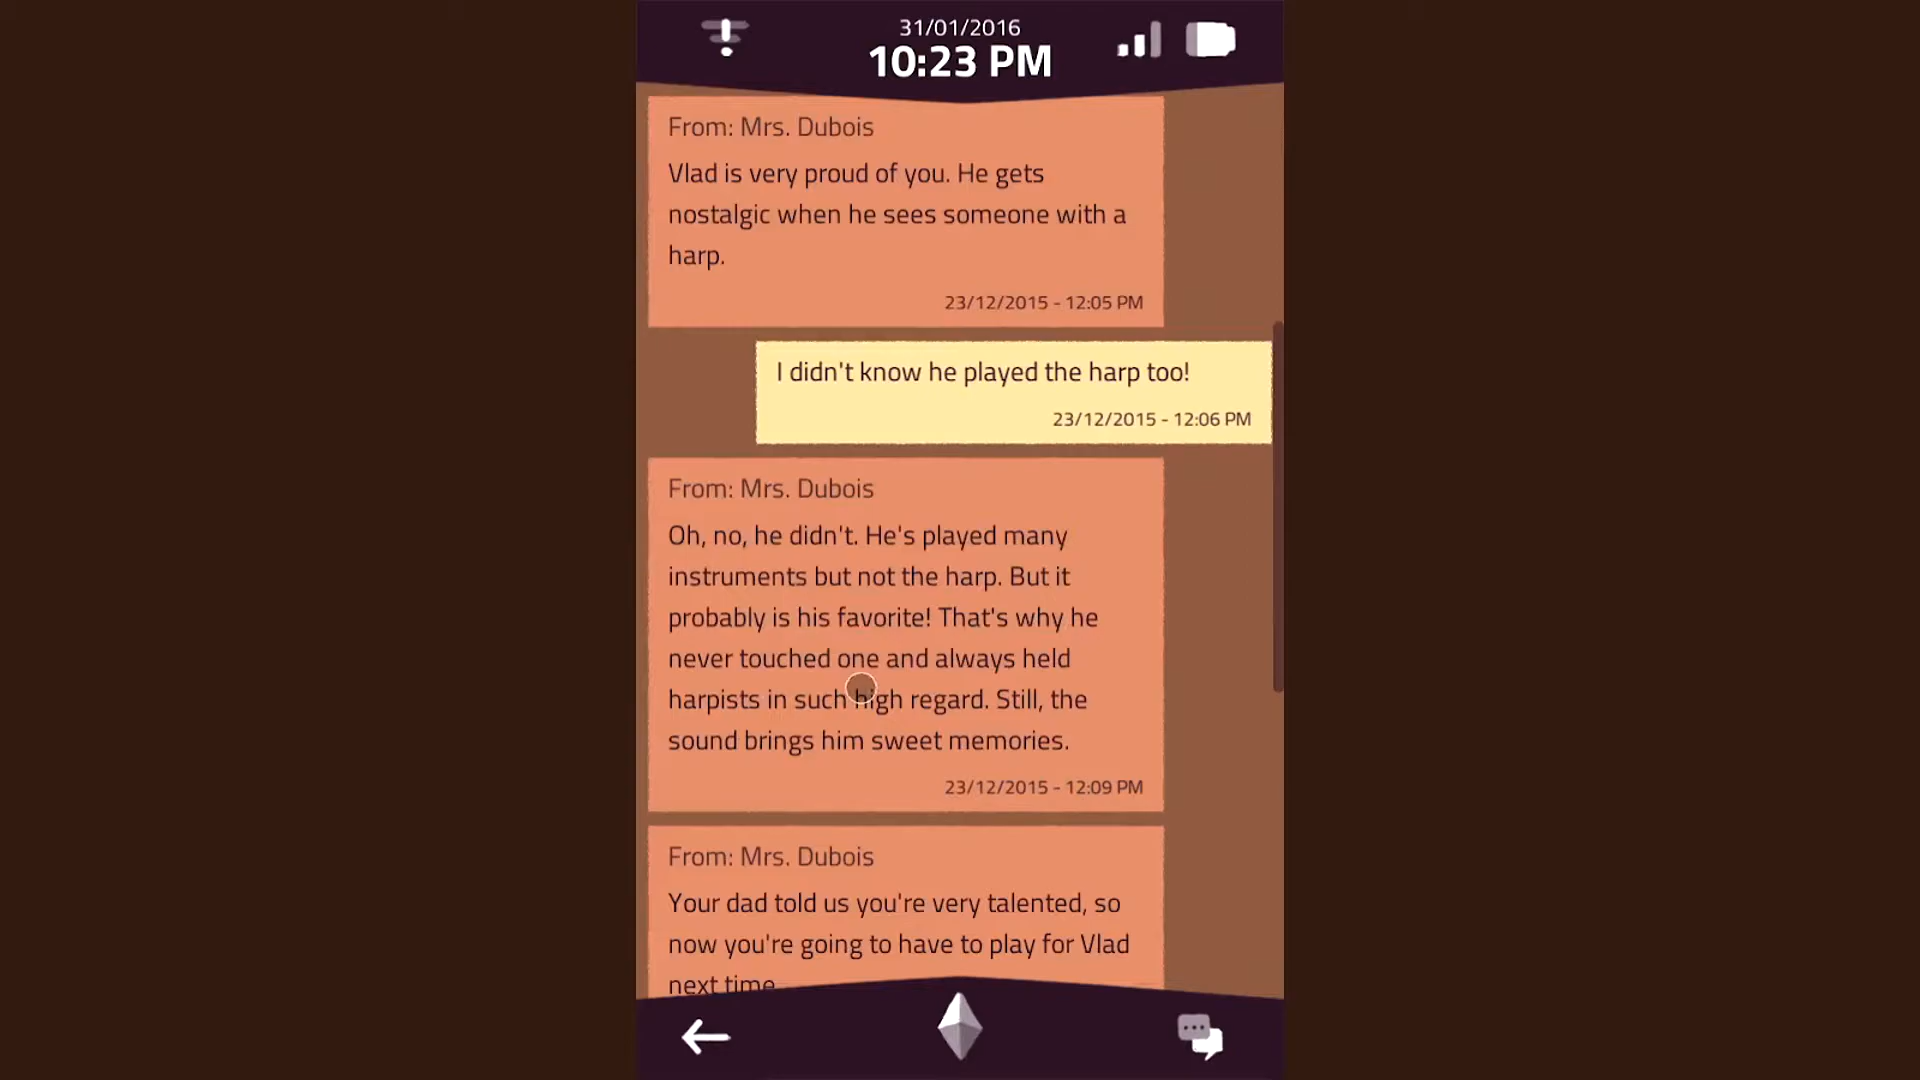 31/01/2016
10:23 PM
From: Mrs. Dubois
Vlad is very proud of you. He gets
nostalgic when he sees someone with a
harp.
23/12/2015 - 12:05 PM
I didn't know he played the harp too!
23/12/2015 - 12:06 PM
From: Mrs. Dubois
Oh, no, he didn't. He's played many
instruments but not the harp. But it
probably is his favorite! That's why he
never touched one and always held
harpists in such high regard. Still, the
sound brings him sweet memories.
23/12/2015 - 12:09 PM
From: Mrs. Dubois
Your dad told us you're very talented, so
now you're going to have to play for Vlad
next time